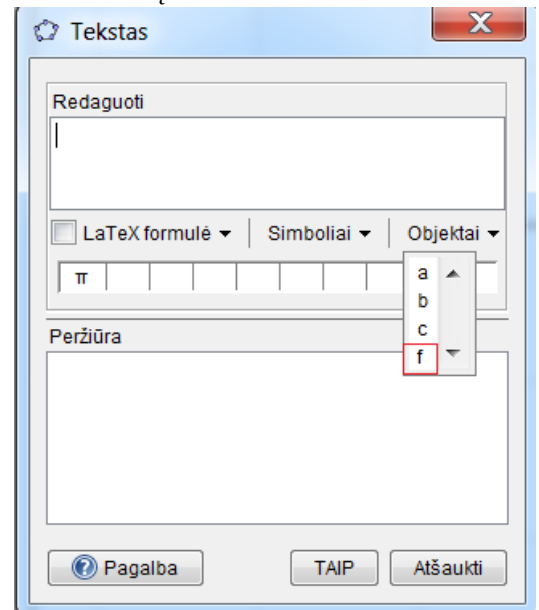 Tekstas
Redaguoti
LaTeX formulė Simboliai Objektai
π
a
b
c
f
Peržiūra
Pagalba TAIP Atšaukti